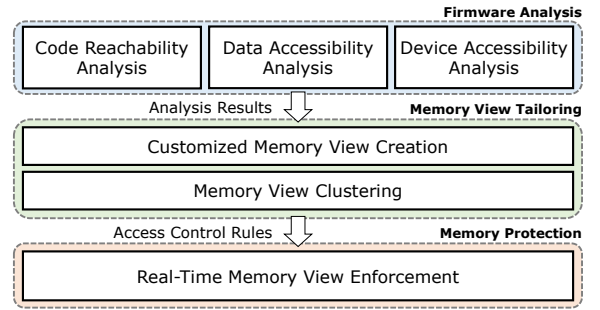 Firmware Analysis
Code Reachability
Analysis
Data Accessibility
Analysis
Device Accessibility
Analysis
Analysis Results
Memory View Tailoring
Customized Memory View Creation
Memory View Clustering
Access Control Rules
Memory Protection
Real-Time Memory View Enforcement